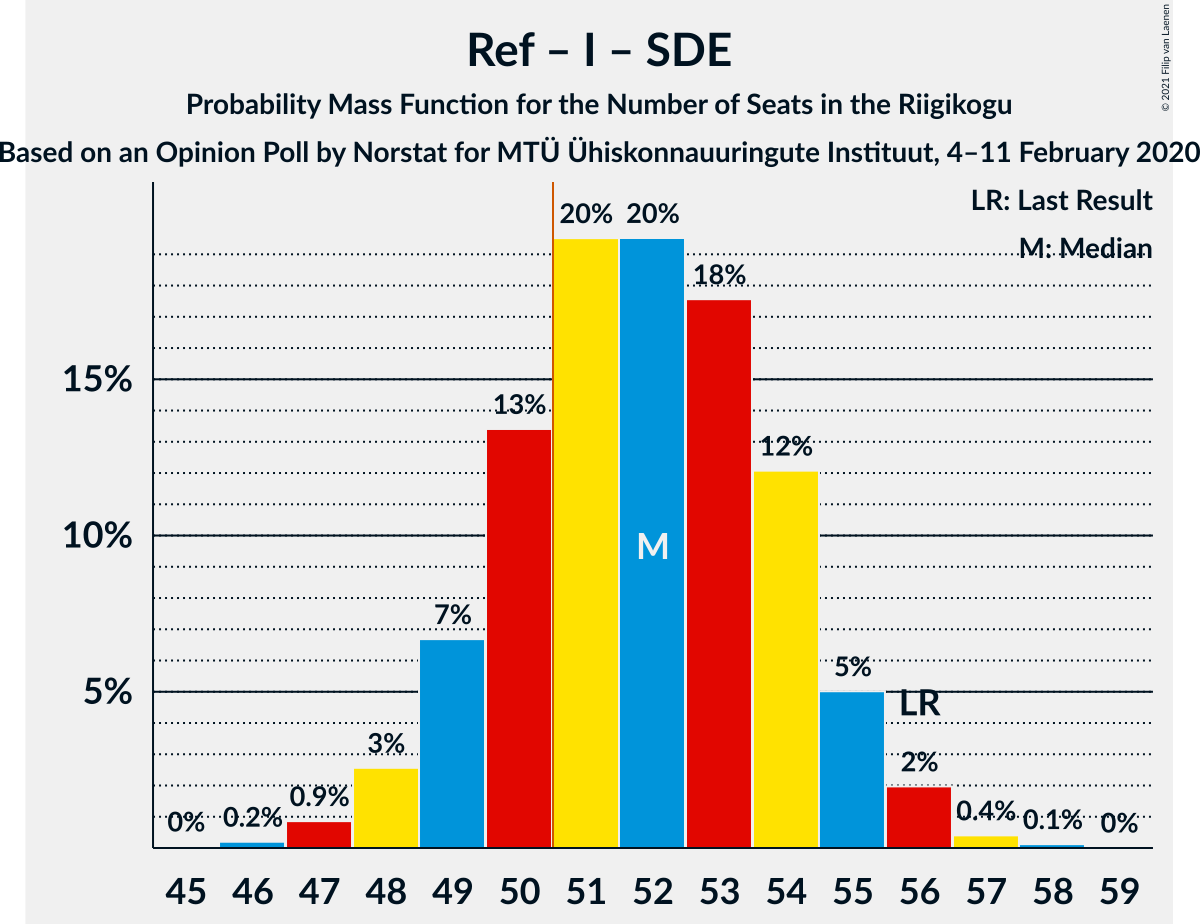 Ref – I – SDE
Probability Mass Function for the Number of Seats in the Riigikogu
Based on an Opinion Poll by Norstat for MTÜ Ühiskonnauuringute Instituut, 4–11 February 2020
© 2021 Filip van Laenen
LR: Last Result
M: Median
20% 20%
18%
15%
13%
12%
10%
M
7%
5%
5%
LR
3%
2%
0.9%
0% 0.2% 0.4% 0.1% 0%
45 46 47 48 49 50 51 52 53 54 55 56 57 58 59